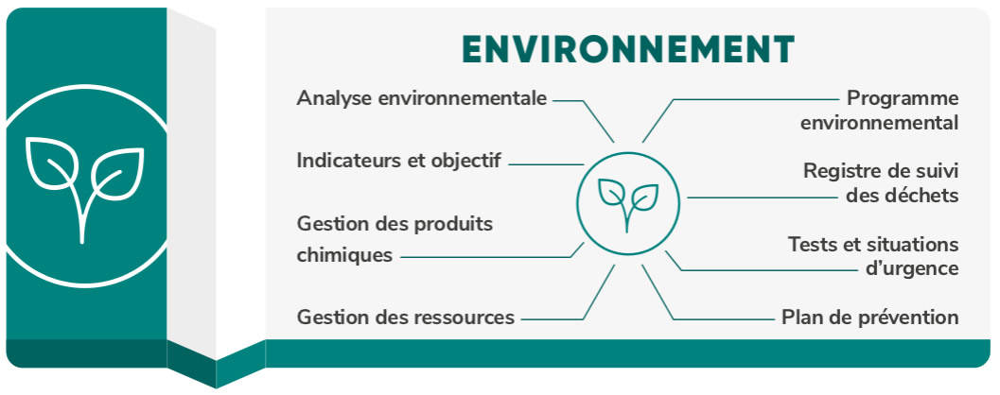 ENVIRONNEMENT
Analyse environnementale
Indicateurs et objectif
Gestion des produits
chimiques
Gestion des ressources
Programme
environnemental
Registre de suivi
des déchets
Tests et situations
d’urgence
Plan de prévention